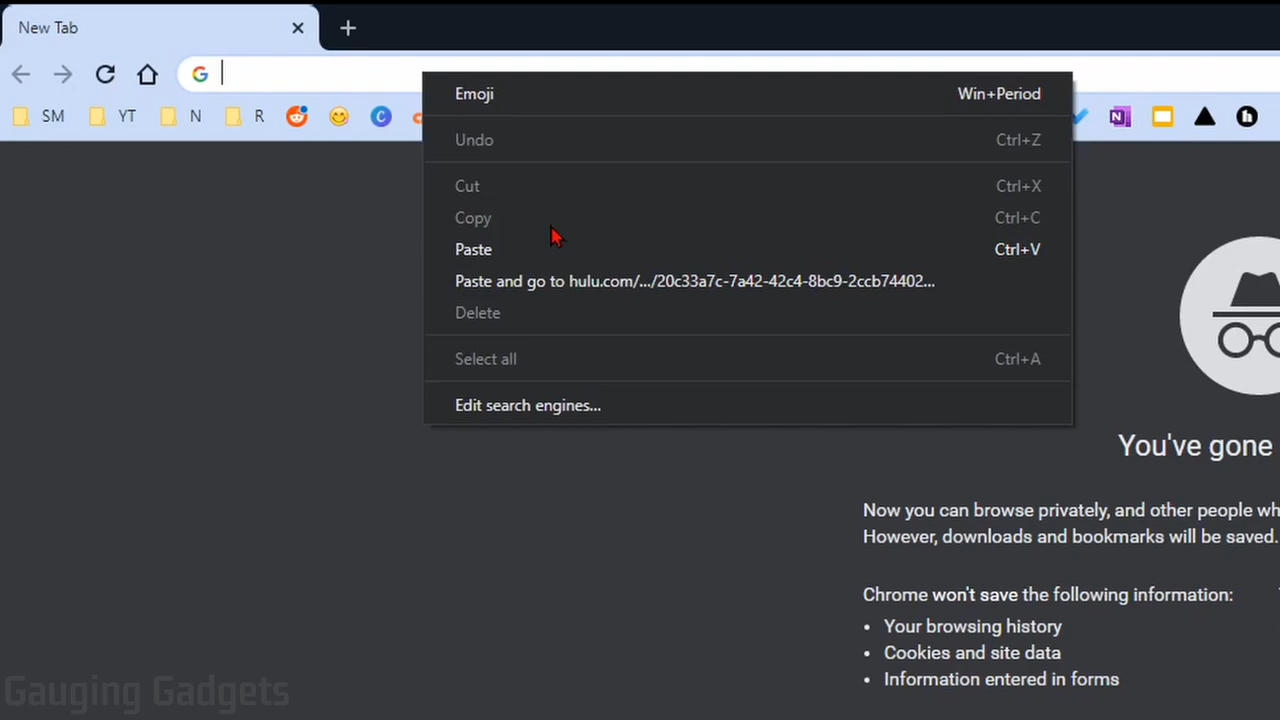 New Tab
SM
YT
N
R
Emoji Win+Period
Undo Ctrl+Z
Cut Ctrl+X
Copy Ctrl+C
Paste Ctrl+V
Paste and go to hulu.com/.../20c33a7c-7a42-42c4-8bc9-2ccb74402...
Delete
Select all Ctrl+A
Edit search engines...
You've gone
Now you can browse privately, and other people wh
However, downloads and bookmarks will be saved.
Chrome won't save the following information:
• Your browsing history
• Cookies and site data
• Information entered in forms
Gauging Gadgets